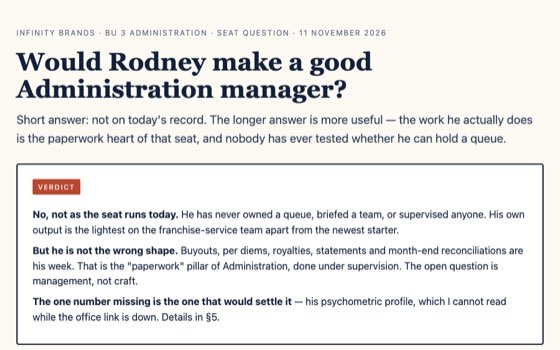 INFINITY BRANDS · BU 3 ADMINISTRATION · SEAT QUESTION · 11 NOVEMBER 2026
Would Rodney make a good
Administration manager?
Short answer: not on today's record. The longer answer is more useful — the work he actually does
is the paperwork heart of that seat, and nobody has ever tested whether he can hold a queue.
VERDICT
No, not as the seat runs today. He has never owned a queue, briefed a team, or supervised anyone. His own
output is the lightest on the franchise-service team apart from the newest starter.
But he is not the wrong shape. Buyouts, per diems, royalties, statements and month-end reconciliations are
his week. That is the "paperwork" pillar of Administration, done under supervision. The open question is
management, not craft.
The one number missing is the one that would settle it — his psychometric profile, which I cannot read
while the office link is down. Details in §5.